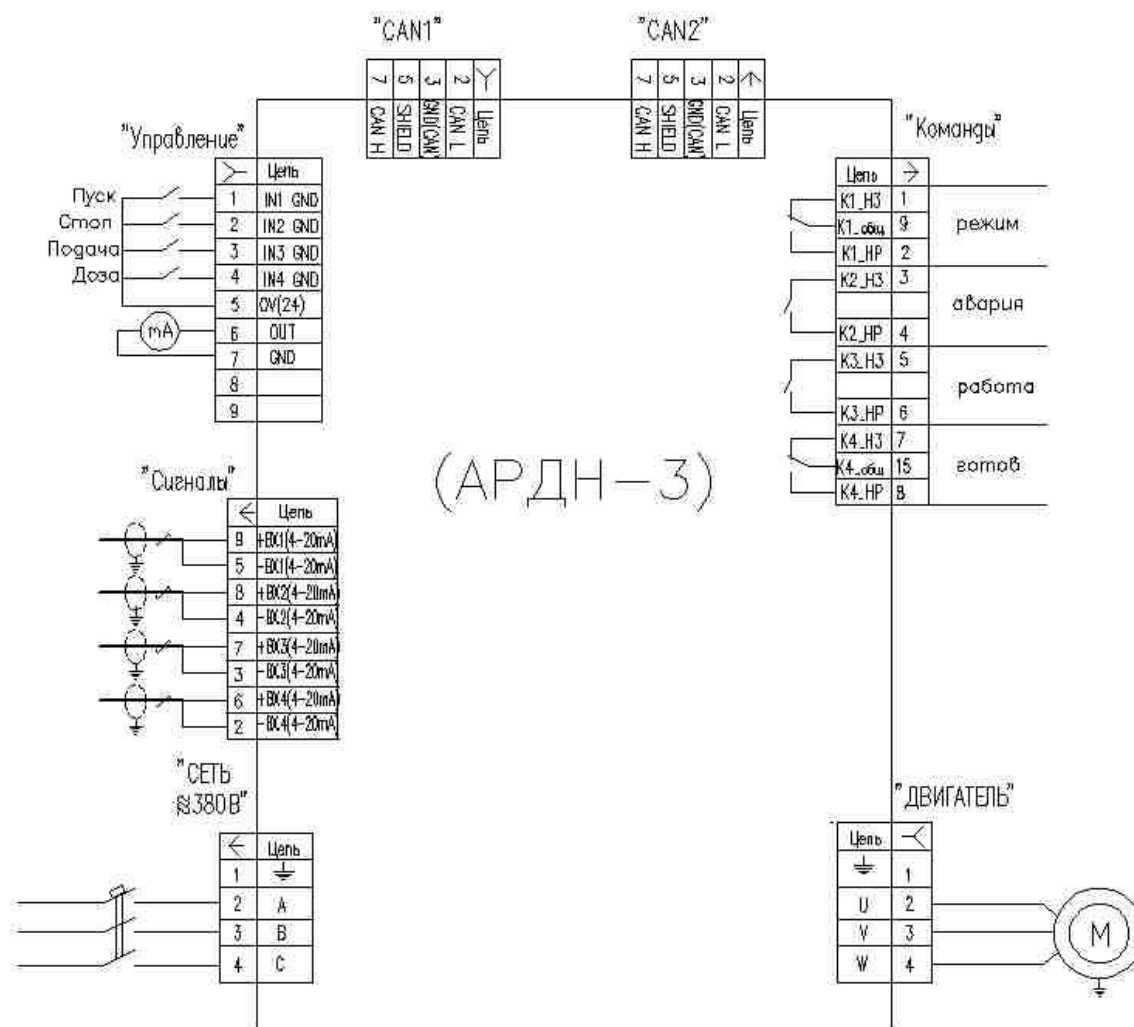 "CAN1"
7 5 3 2
CAN H SHIELD GND(CAN) CAN L Цепь
"CAN2"
7 5 3 2
CAN H SHIELD GND(CAN) CAN L Цепь
"Управление"
Цепь
Пуск 1 IN1 GND
Стоп 2 IN2 GND
Подача 3 IN3 GND
Доза 4 IN4 GND
5 0V(24)
mA 6 OUT
7 GND
8
9
"Команды"
Цепь
K1_НЗ 1
K1_общ 9 режим
K1_НР 2
K2_НЗ 3
авария
K2_НР 4
K3_НЗ 5
работа
K3_НР 6
K4_НЗ 7
K4_общ 15 готов
K4_НР 8
(АРДН-3)
"Сигналы"
Цепь
9 +ВХ1(4-20mA)
5 -ВХ1(4-20mA)
8 +ВХ2(4-20mA)
4 -ВХ2(4-20mA)
7 +ВХ3(4-20mA)
3 -ВХ3(4-20mA)
6 +ВХ4(4-20mA)
2 -ВХ4(4-20mA)
"СЕТЬ
≈380В"
Цепь
1
2 A
3 B
4 C
"ДВИГАТЕЛЬ"
Цепь
1
U 2
V 3
W 4
M